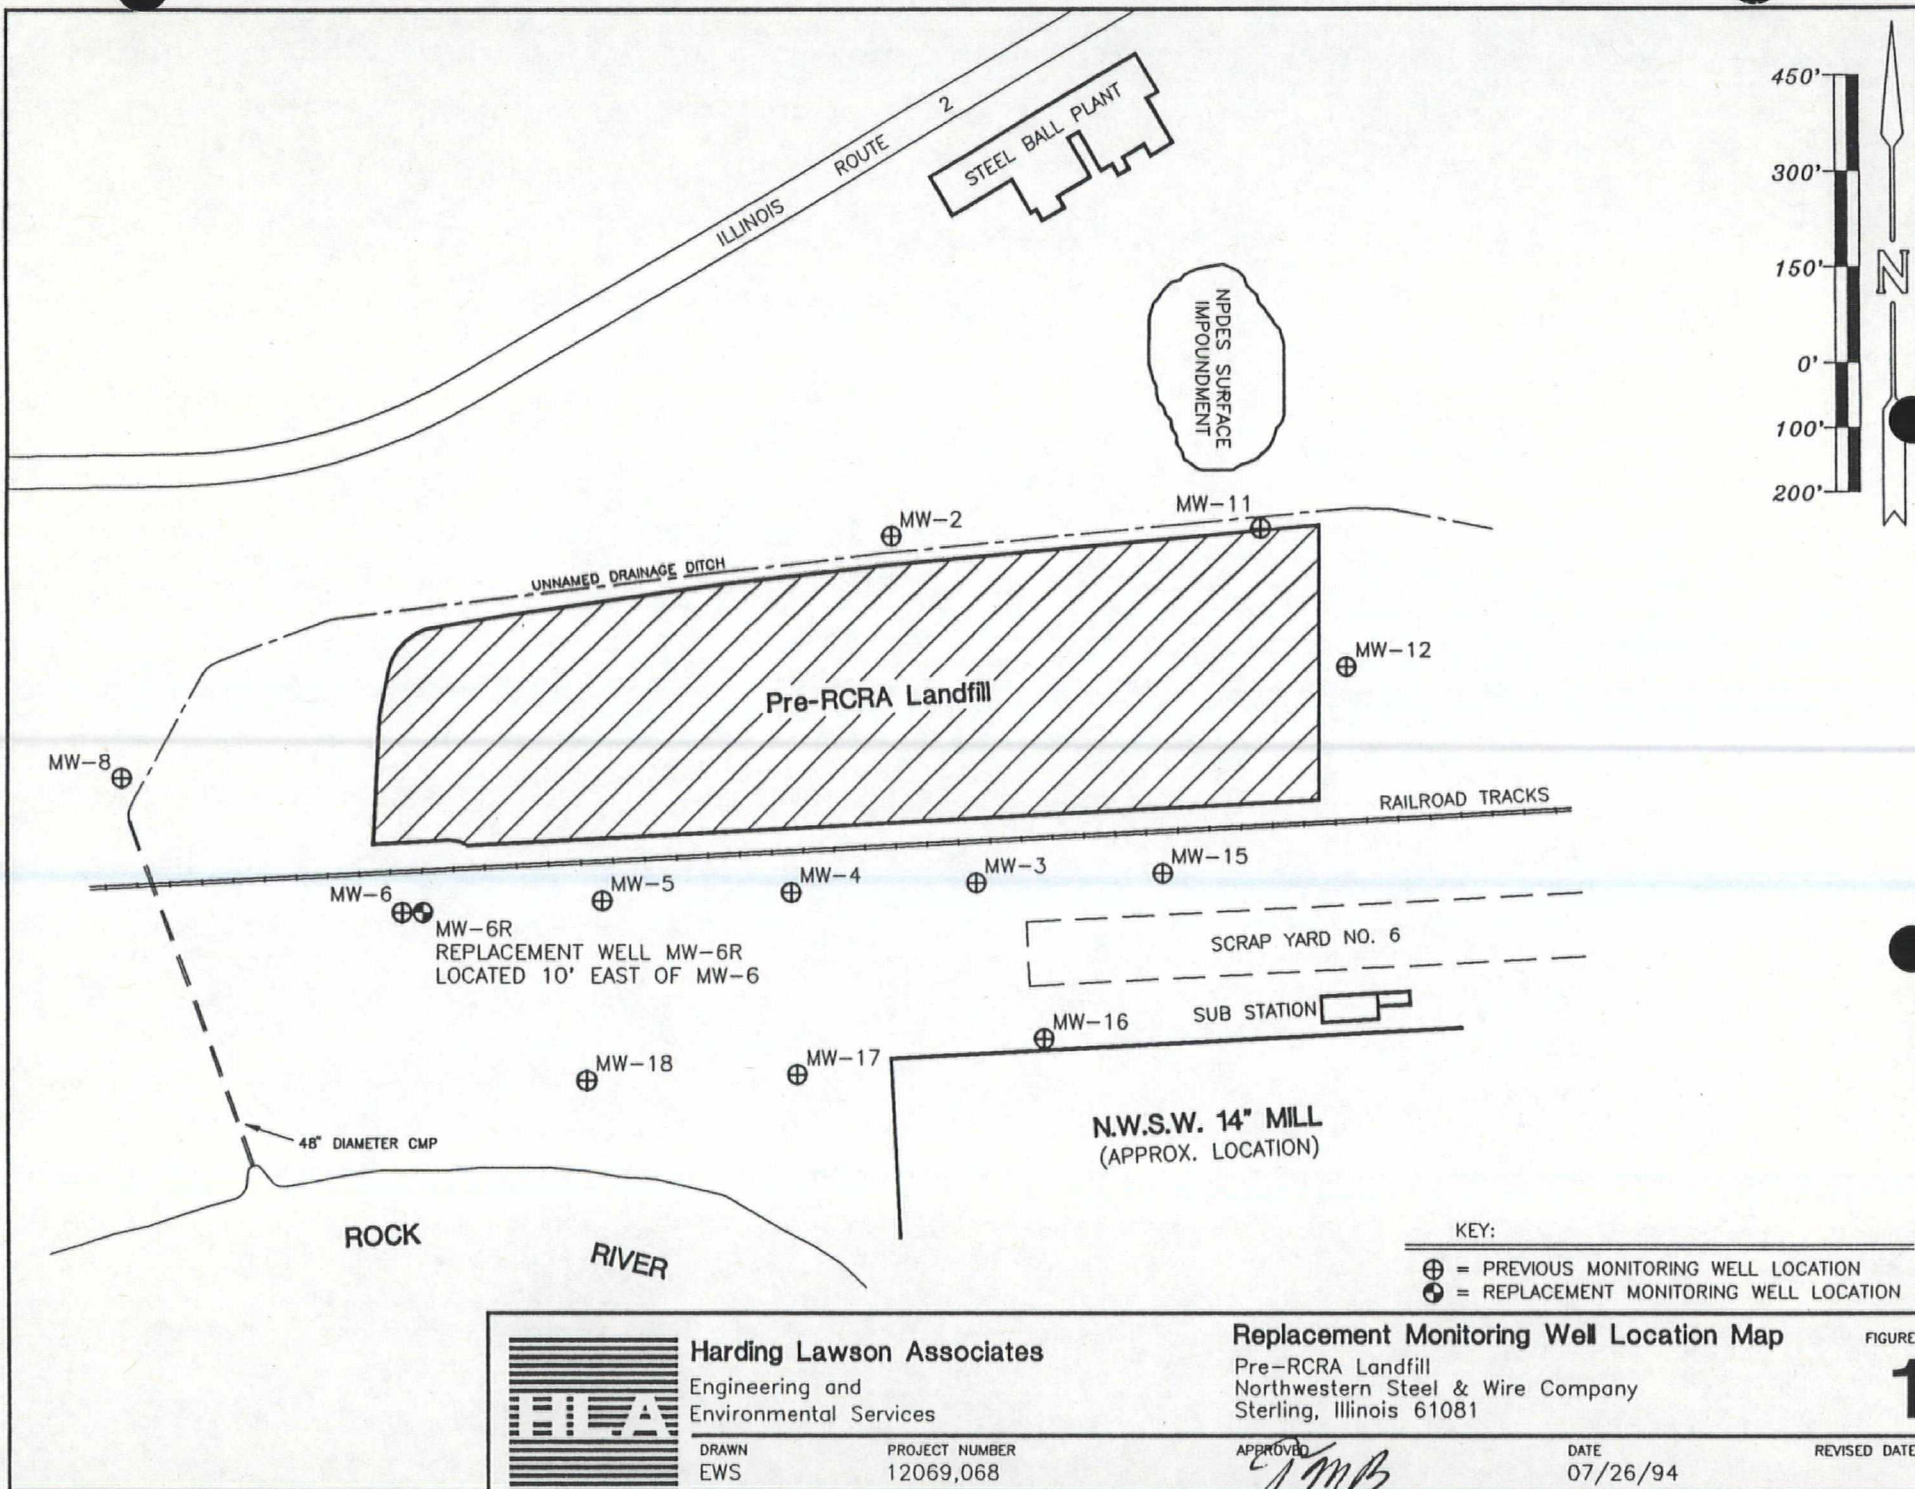 450'
300'
150'
0'
100'
200'
N
ILLINOIS ROUTE 2
STEEL BALL PLANT
NPDES SURFACE
IMPOUNDMENT
MW-2
MW-11
UNNAMED DRAINAGE DITCH
MW-12
Pre-RCRA Landfill
MW-8
RAILROAD TRACKS
MW-6
MW-5
MW-4
MW-3
MW-15
MW-6R
REPLACEMENT WELL MW-6R
LOCATED 10' EAST OF MW-6
SCRAP YARD NO. 6
SUB STATION
MW-16
MW-18
MW-17
48" DIAMETER CMP
N.W.S.W. 14" MILL
(APPROX. LOCATION)
ROCK RIVER
KEY:
= PREVIOUS MONITORING WELL LOCATION
= REPLACEMENT MONITORING WELL LOCATION
HLA
Harding Lawson Associates
Engineering and
Environmental Services
Replacement Monitoring Well Location Map
Pre-RCRA Landfill
Northwestern Steel & Wire Company
Sterling, Illinois 61081
FIGURE
1
DRAWN
EWS
PROJECT NUMBER
12069,068
APPROVED
DATE
07/26/94
REVISED DATE